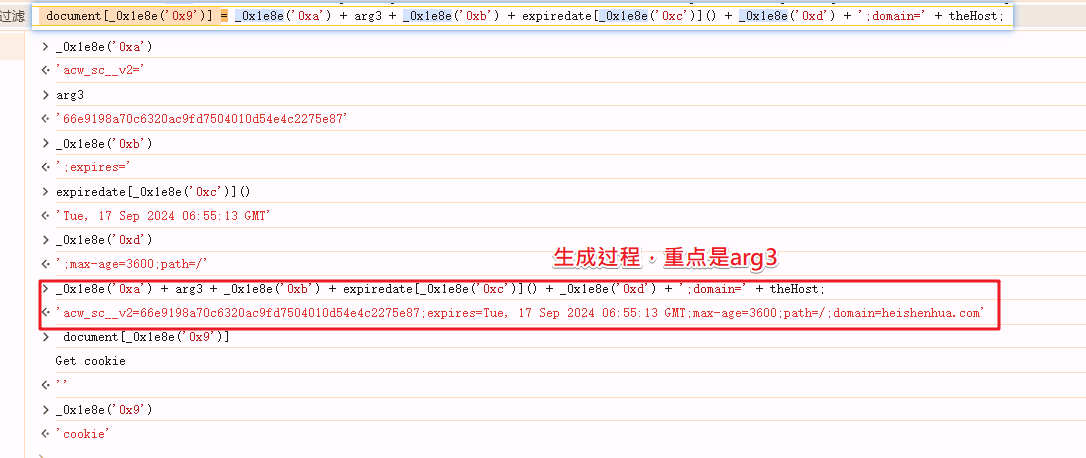 过滤
document[_0x1e8e('0x9')] = _0x1e8e('0xa') + arg3 + _0x1e8e('0xb') + expiredate[_0x1e8e('0xc')]() + _0x1e8e('0xd') + ';domain=' + theHost;
> _0x1e8e('0xa')
<· 'acw_sc__v2='
> arg3
<· '66e9198a70c6320ac9fd7504010d54e4c2275e87'
> _0x1e8e('0xb')
<· ';expires='
> expiredate[_0x1e8e('0xc')]()
<· 'Tue, 17 Sep 2024 06:55:13 GMT'
> _0x1e8e('0xd')
<· ';max-age=3600;path=/'
生成过程，重点是arg3
> _0x1e8e('0xa') + arg3 + _0x1e8e('0xb') + expiredate[_0x1e8e('0xc')]() + _0x1e8e('0xd') + ';domain=' + theHost;
<· 'acw_sc__v2=66e9198a70c6320ac9fd7504010d54e4c2275e87;expires=Tue, 17 Sep 2024 06:55:13 GMT;max-age=3600;path=/;domain=heishenhua.com'
> document[_0x1e8e('0x9')]
Get cookie
<· ''
> _0x1e8e('0x9')
<· 'cookie'